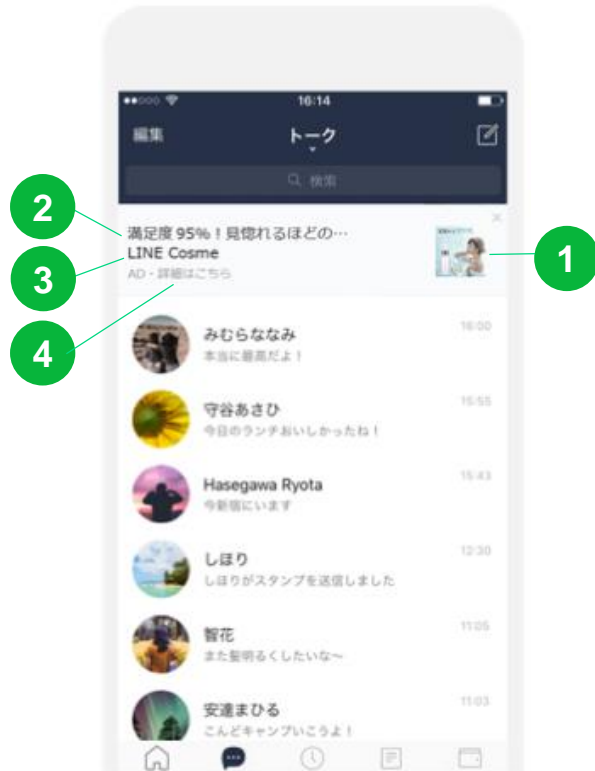 16:14
編集
トーク
検索
2
満足度 95%！見惚れるほどの…
LINE Cosme
3
AD・詳細はこちら
1
4
みむらななみ
16:00
本当に最高だよ！
守谷あさひ
15:55
今日のランチおいしかったね！
Hasegawa Ryota
15:43
今新宿にいます
しほり
12:30
しほりがスタンプを送信しました
智花
11:05
また髪明るくしたいな〜
安達まひる
11:03
こんどキャンプいこうよ！